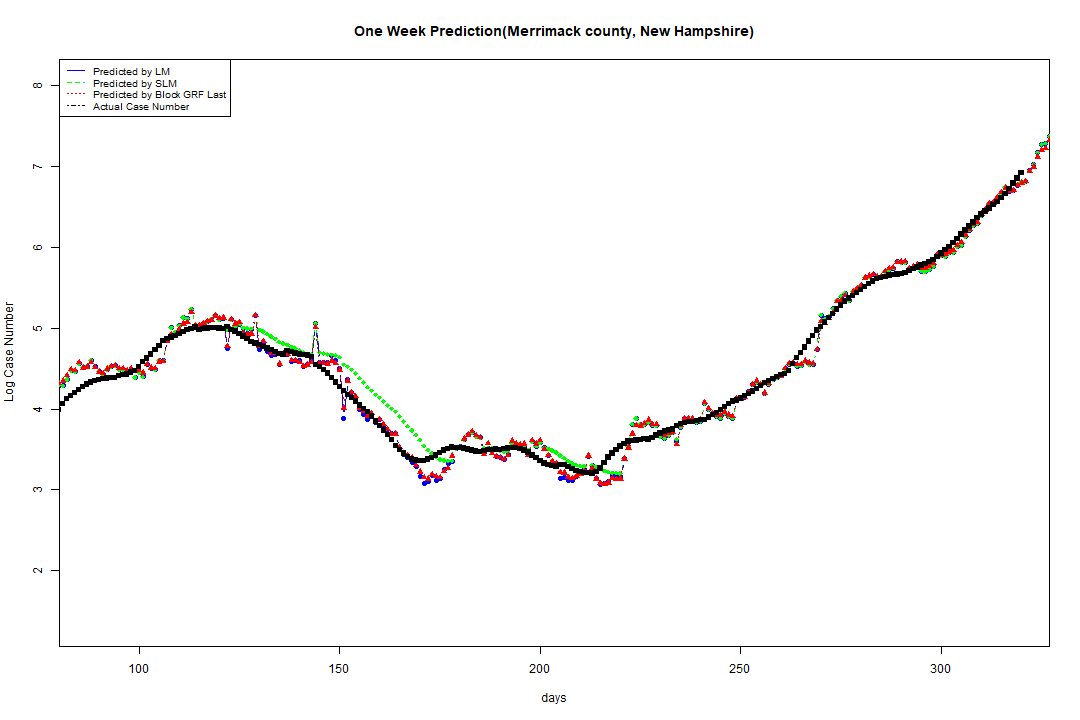 One Week Prediction(Merrimack county, New Hampshire)
Predicted by LM
Predicted by SLM
Predicted by Block GRF Last
Actual Case Number
8
7
6
5
4
3
2
Log Case Number
100 150 200 250 300
days